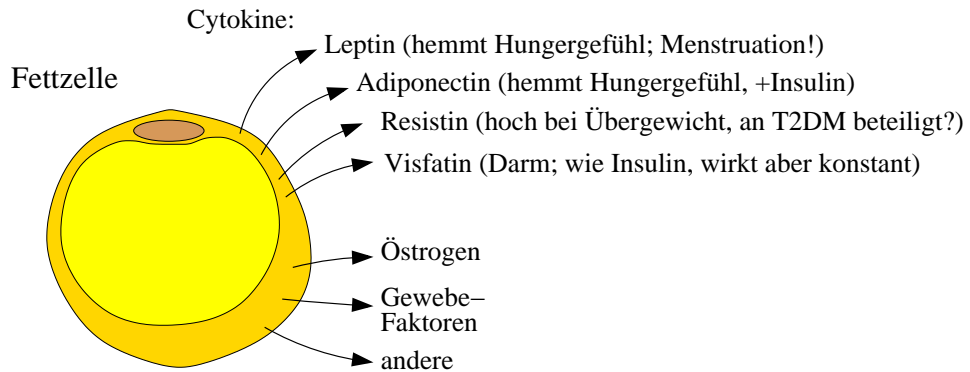 Cytokine:
Leptin (hemmt Hungergefühl; Menstruation!)
Fettzelle
Adiponectin (hemmt Hungergefühl, +Insulin)
Resistin (hoch bei Übergewicht, an T2DM beteiligt?)
Visfatin (Darm; wie Insulin, wirkt aber konstant)
Östrogen
Gewebe–
Faktoren
andere